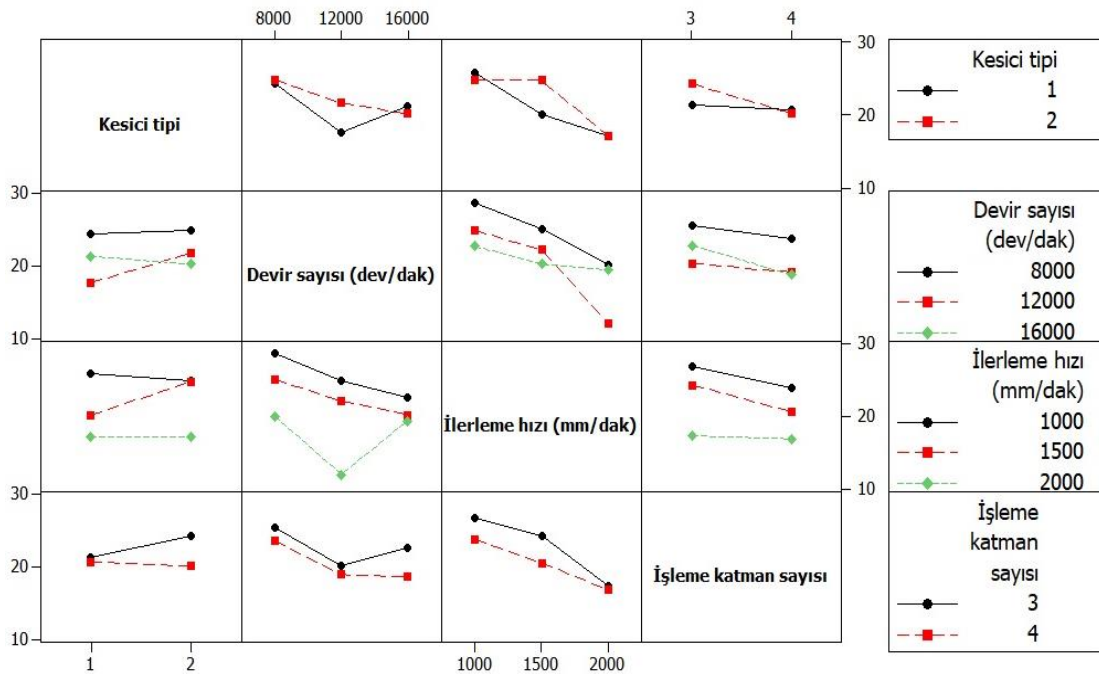 8000 12000 16000 3 4
30
Kesici tipi
1
2
20
Kesici tipi
10
30
20
10
Devir sayısı (dev/dak)
Devir sayısı
(dev/dak)
8000
12000
16000
30
20
10
İlerleme hızı (mm/dak)
İlerleme hızı
(mm/dak)
1000
1500
2000
30
20
10
İşleme katman sayısı
İşleme
katman
sayısı
3
4
1 2 1000 1500 2000